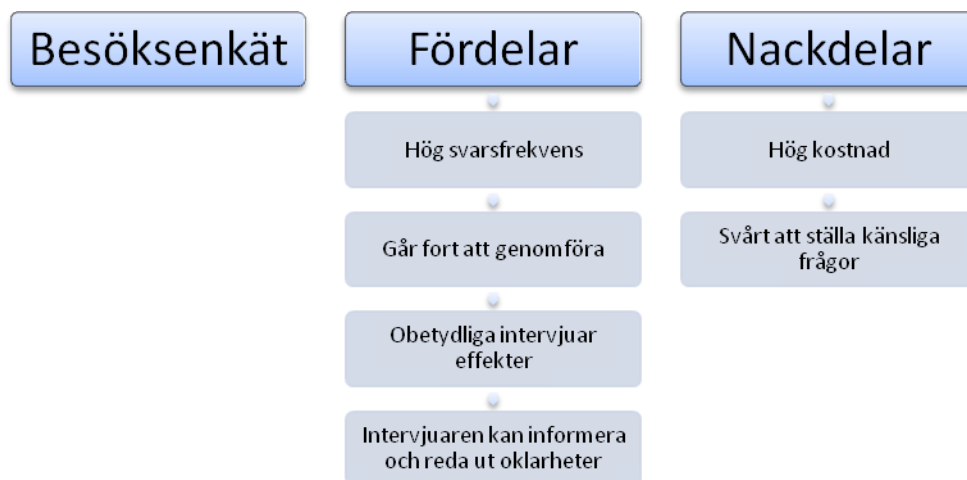 Besöksenkät
Fördelar
Nackdelar
Hög svarsfrekvens
Går fort att genomföra
Obetydliga intervjuar
effekter
Intervjuaren kan informera
och reda ut oklarheter
Hög kostnad
Svårt att ställa känsliga
frågor